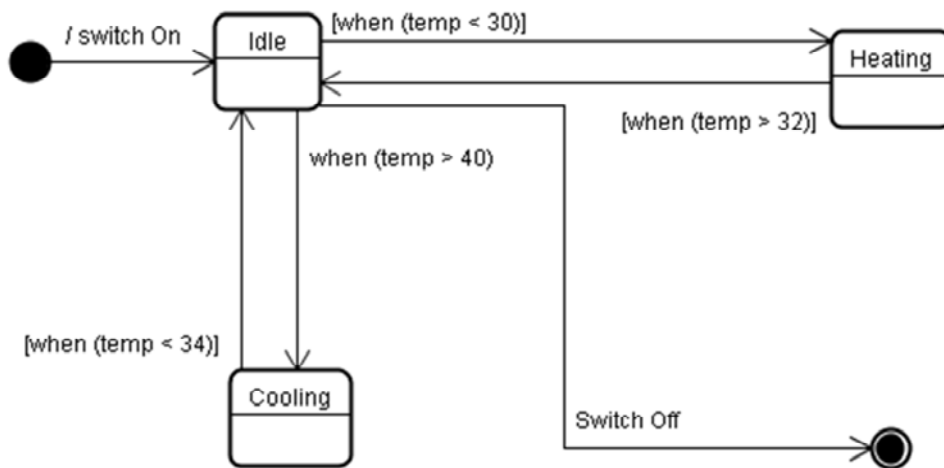 / switch On
Idle
[when (temp < 30)]
Heating
[when (temp > 32)]
when (temp > 40)
[when (temp < 34)]
Cooling
Switch Off